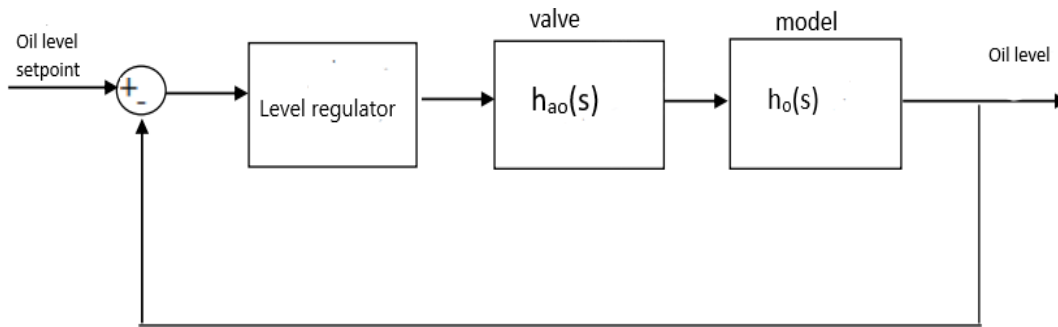 valve
model
Oil level
setpoint
Oil level
+
-
Level regulator
hao(s)
ho(s)